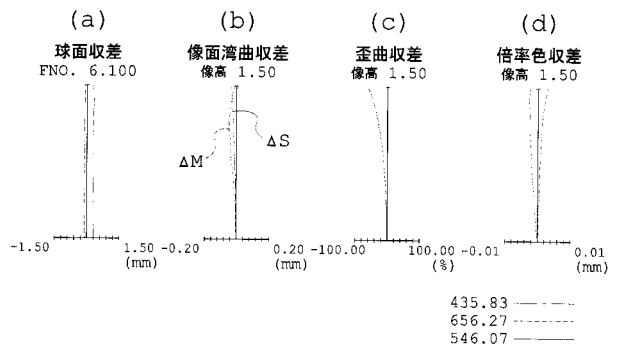 (a) (b) (c) (d)
球面収差 像面湾曲収差 歪曲収差 倍率色収差
FNO. 6.100 像高 1.50 像高 1.50 像高 1.50
ΔS
ΔM
-1.50 1.50 -0.20 0.20 -100.00 100.00 -0.01 0.01
(mm) (mm) (%) (mm)
435.83
656.27
546.07